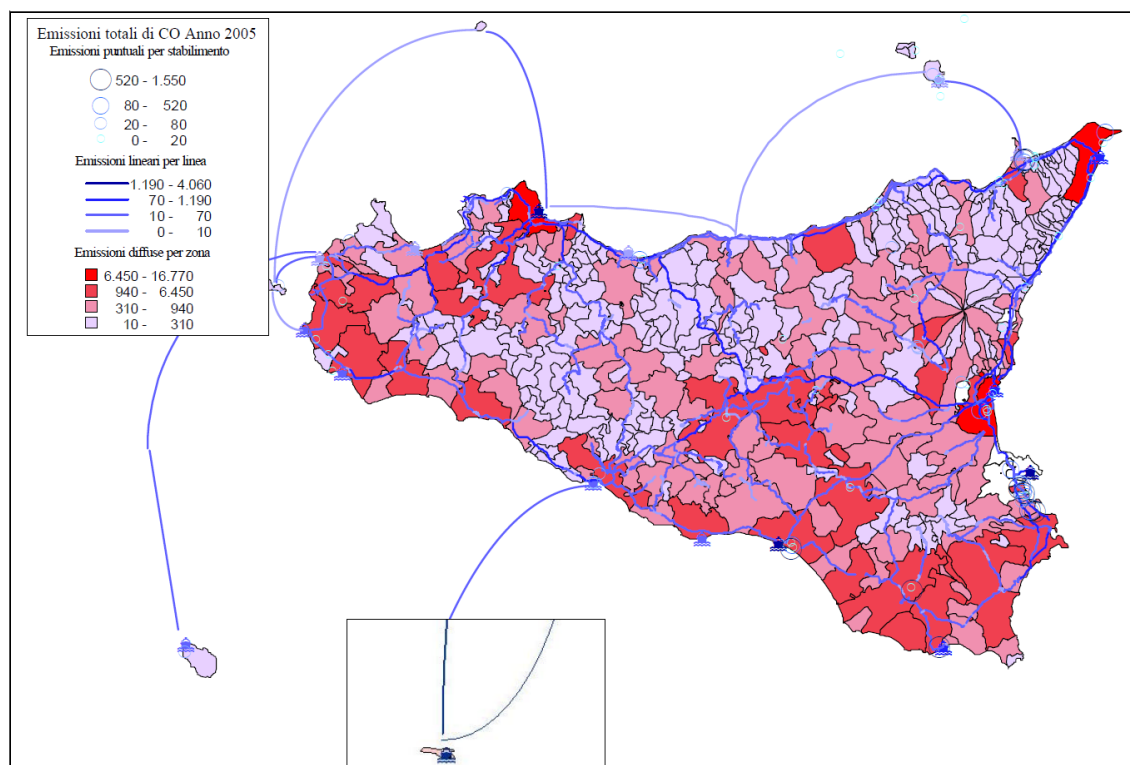 Emissioni totali di CO Anno 2005
Emissioni puntuali per stabilimento
520 - 1.550
80 - 520
20 - 80
0 - 20
Emissioni lineari per linea
1.190 - 4.060
70 - 1.190
10 - 70
0 - 10
Emissioni diffuse per zona
6.450 - 16.770
940 - 6.450
310 - 940
10 - 310